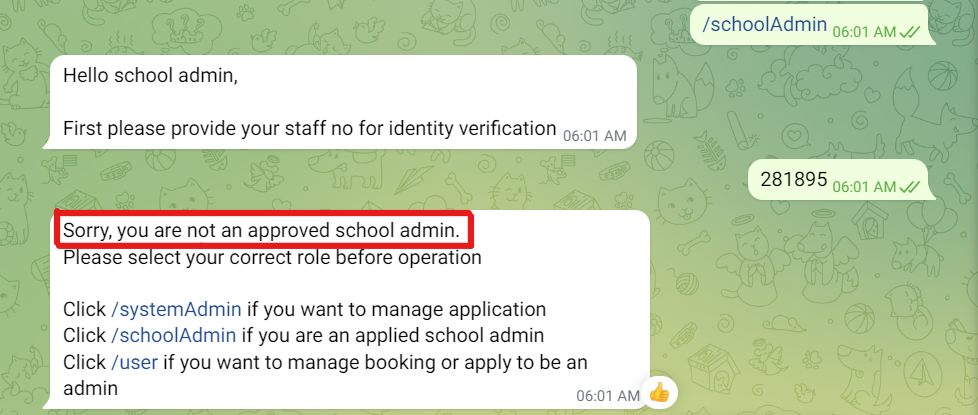 /schoolAdmin 06:01 AM
Hello school admin,
First please provide your staff no for identity verification 06:01 AM
281895 06:01 AM
Sorry, you are not an approved school admin.
Please select your correct role before operation
Click /systemAdmin if you want to manage application
Click /schoolAdmin if you are an applied school admin
Click /user if you want to manage booking or apply to be an
admin
06:01 AM